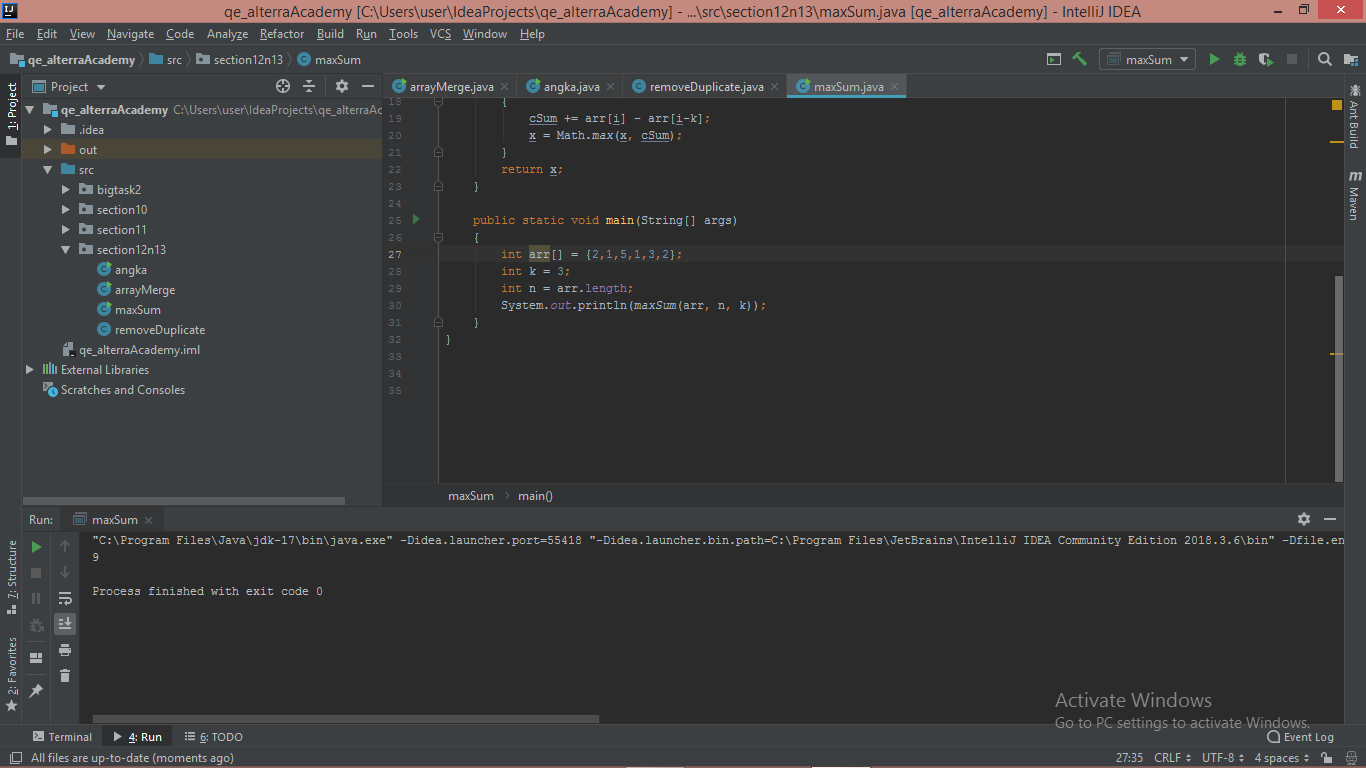 qe_alterraAcademy [C:\Users\user\IdeaProjects\qe_alterraAcademy] - ...\src\section12n13\maxSum.java [qe_alterraAcademy] - IntelliJ IDEA
File Edit View Navigate Code Analyze Refactor Build Run Tools VCS Window Help
qe_alterraAcademy src section12n13 maxSum
maxSum
1: Project
Project
arrayMerge.java angka.java removeDuplicate.java maxSum.java
qe_alterraAcademy C:\Users\user\IdeaProjects\qe_alterraAc
.idea
out
src
bigtask2
section10
section11
section12n13
angka
arrayMerge
maxSum
removeDuplicate
qe_alterraAcademy.iml
External Libraries
Scratches and Consoles
18 {
19 cSum += arr[i] - arr[i-k];
20 x = Math.max(x, cSum);
21 }
22 return x;
23 }
24
25 public static void main(String[] args)
26 {
27 int arr[] = {2,1,5,1,3,2};
28 int k = 3;
29 int n = arr.length;
30 System.out.println(maxSum(arr, n, k));
31 }
32 }
33
34
35
maxSum main()
Ant Build
Maven
Run: maxSum
"C:\Program Files\Java\jdk-17\bin\java.exe" -Didea.launcher.port=55418 "-Didea.launcher.bin.path=C:\Program Files\JetBrains\IntelliJ IDEA Community Edition 2018.3.6\bin" -Dfile.en
9
Process finished with exit code 0
7: Structure
2: Favorites
Activate Windows
Go to PC settings to activate Windows.
Terminal 4: Run 6: TODO Event Log
All files are up-to-date (moments ago) 27:35 CRLF UTF-8 4 spaces